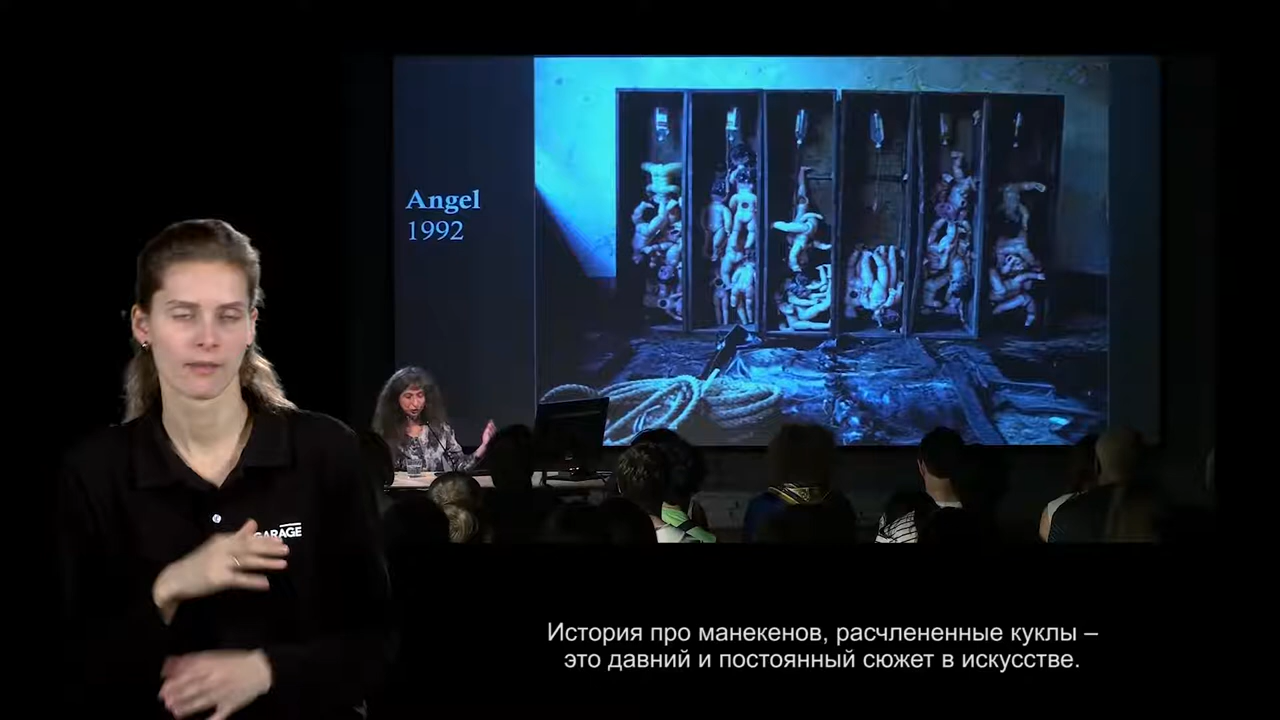 Angel
1992
GARAGE
История про манекенов, расчлененные куклы –
это давний и постоянный сюжет в искусстве.